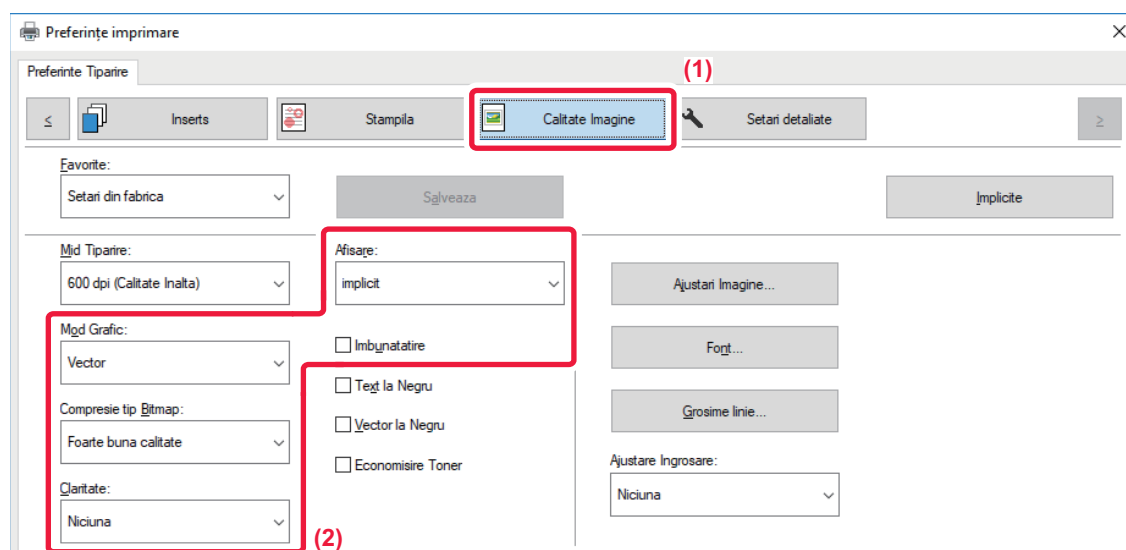 Preferințe imprimare
Preferinte Tiparire
(1)
≤ Inserts Stampila Calitate Imagine Setari detaliate ≥
Favorite:
Setari din fabrica Salveaza Implicite
Mid Tiparire: Afisare:
600 dpi (Calitate Inalta) implicit Ajustari Imagine...
Mod Grafic:
Vector Imbunatatire Font...
Text la Negru
Compresie tip Bitmap: Vector la Negru Grosime linie...
Foarte buna calitate
Economisire Toner Ajustare Ingrosare:
Claritate:
Niciuna Niciuna
(2)